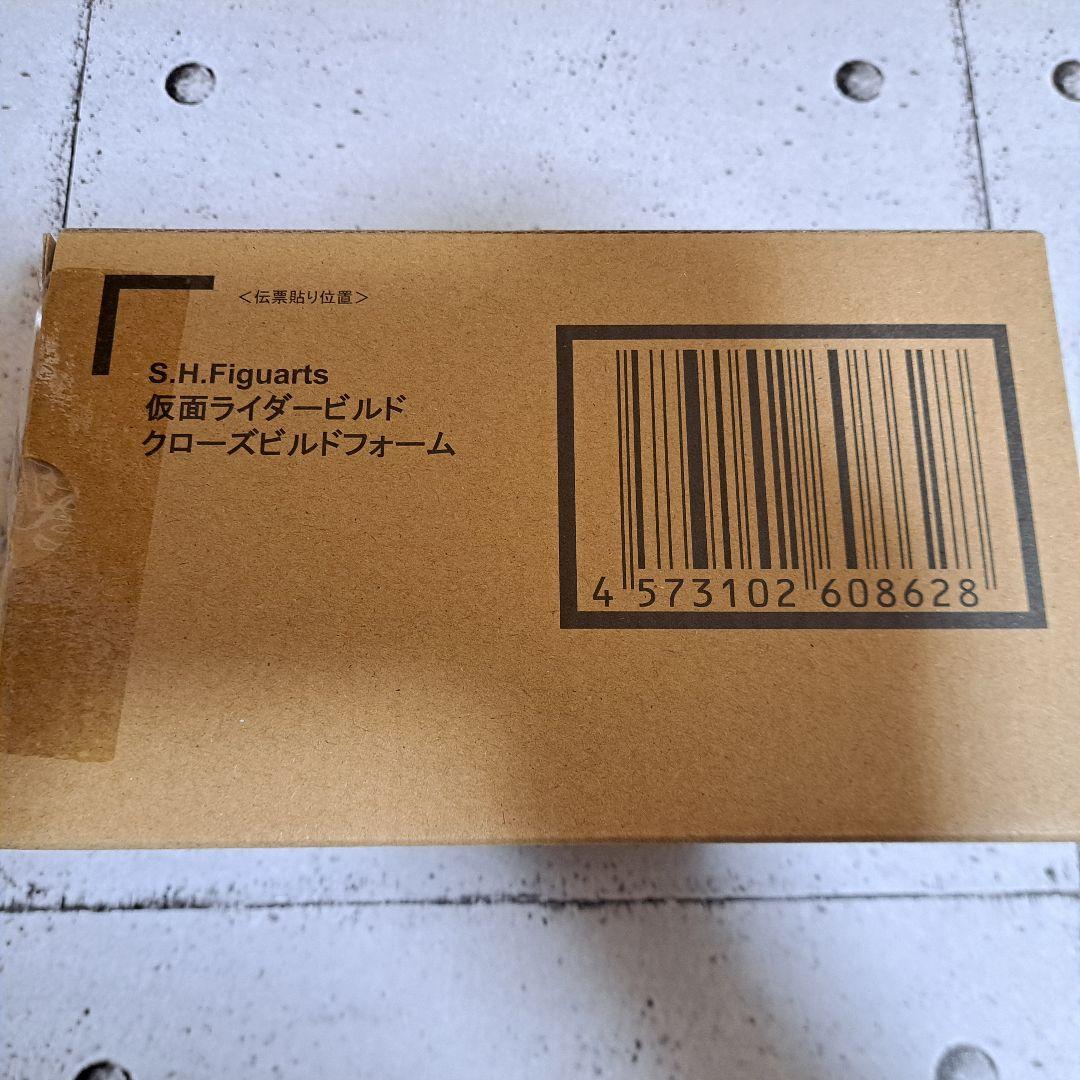 ＜伝票貼り位置＞
S.H.Figuarts
仮面ライダービルド
クローズビルドフォーム
4 573102 608628